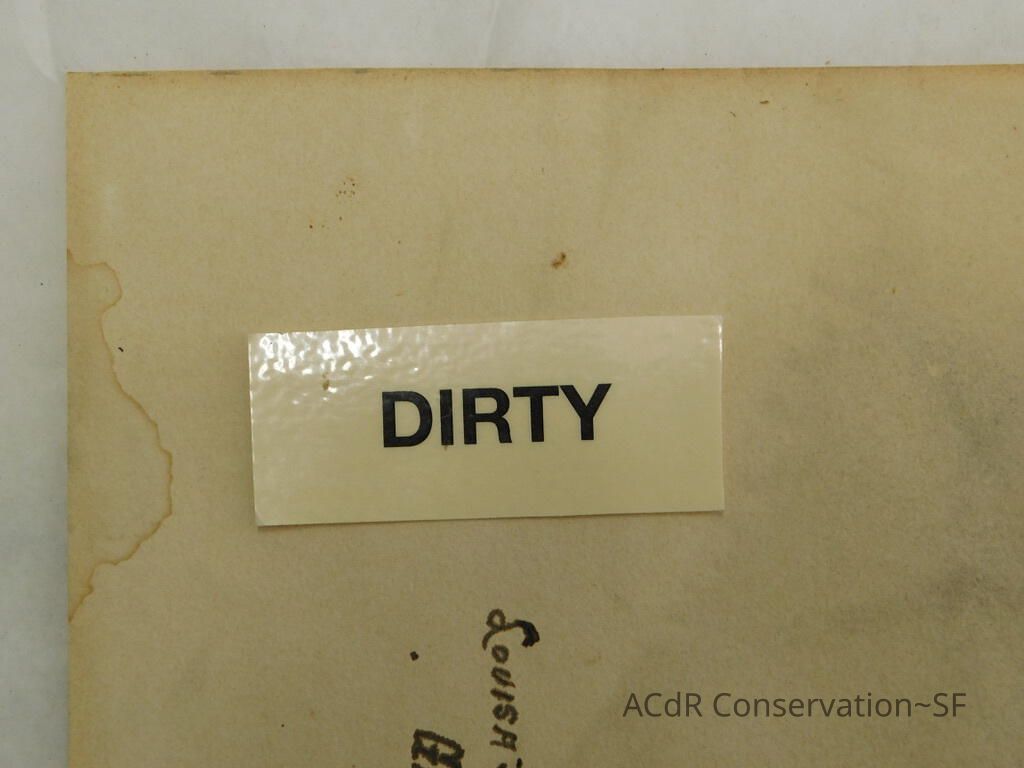 DIRTY
LOUISA
ACdR Conservation~SF